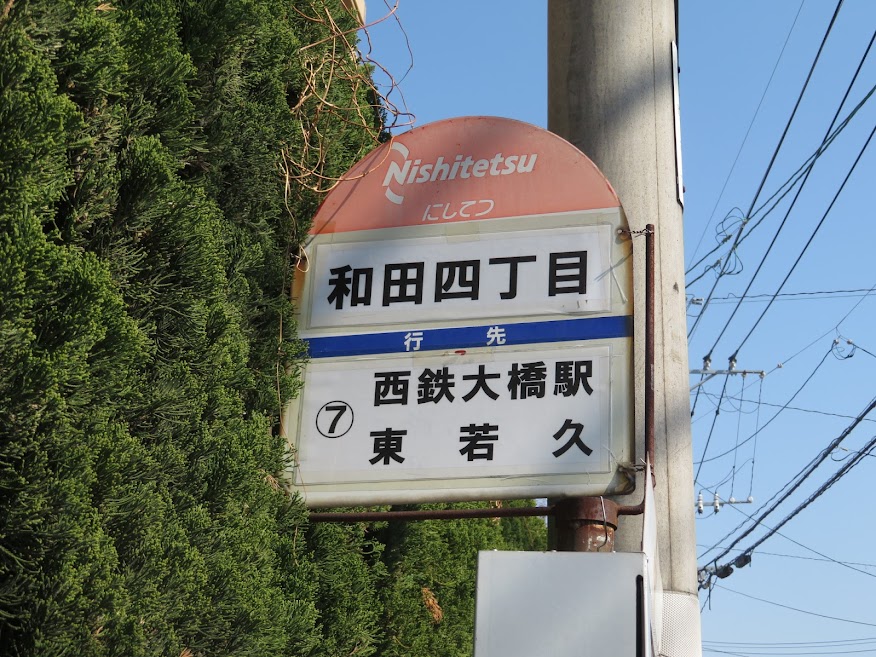 Nishitetsu
にしてつ
和田四丁目
行先
⑦ 西鉄大橋駅
東若久